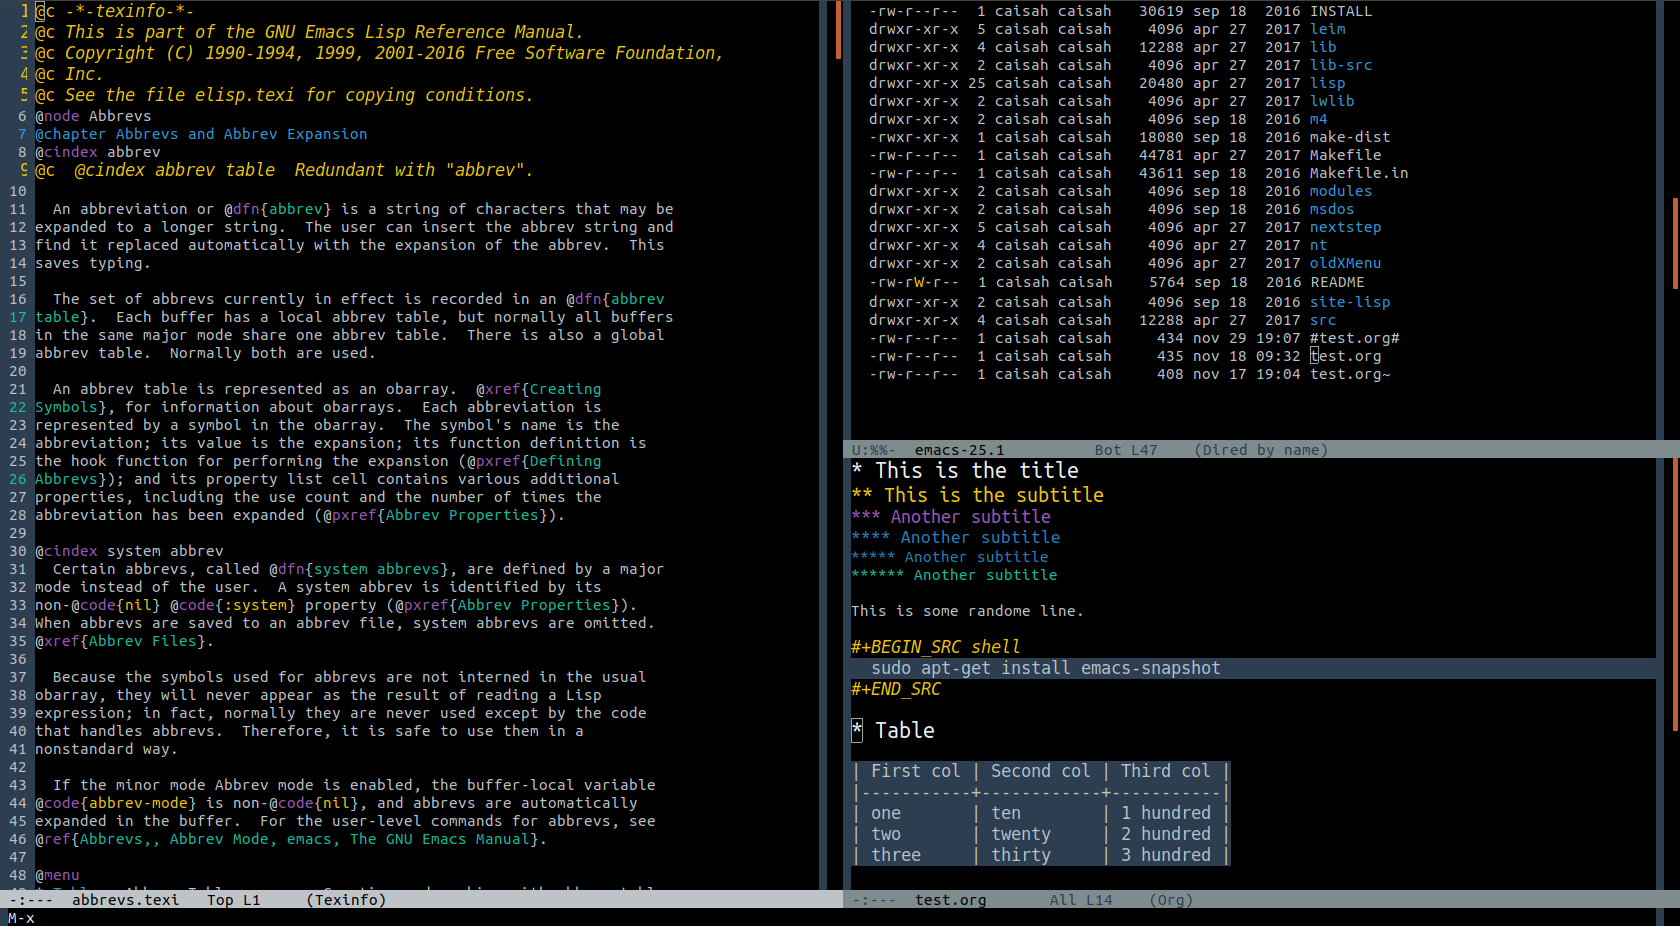 1 @c -*-texinfo-*-
2 @c This is part of the GNU Emacs Lisp Reference Manual.
3 @c Copyright (C) 1990-1994, 1999, 2001-2016 Free Software Foundation,
4 @c Inc.
5 @c See the file elisp.texi for copying conditions.
6 @node Abbrevs
7 @chapter Abbrevs and Abbrev Expansion
8 @cindex abbrev
9 @c  @cindex abbrev table  Redundant with "abbrev".
10
11   An abbreviation or @dfn{abbrev} is a string of characters that may be
12 expanded to a longer string.  The user can insert the abbrev string and
13 find it replaced automatically with the expansion of the abbrev.  This
14 saves typing.
15
16   The set of abbrevs currently in effect is recorded in an @dfn{abbrev
17 table}.  Each buffer has a local abbrev table, but normally all buffers
18 in the same major mode share one abbrev table.  There is also a global
19 abbrev table.  Normally both are used.
20
21   An abbrev table is represented as an obarray.  @xref{Creating
22 Symbols}, for information about obarrays.  Each abbreviation is
23 represented by a symbol in the obarray.  The symbol's name is the
24 abbreviation; its value is the expansion; its function definition is
25 the hook function for performing the expansion (@pxref{Defining
26 Abbrevs}); and its property list cell contains various additional
27 properties, including the use count and the number of times the
28 abbreviation has been expanded (@pxref{Abbrev Properties}).
29
30 @cindex system abbrev
31   Certain abbrevs, called @dfn{system abbrevs}, are defined by a major
32 mode instead of the user.  A system abbrev is identified by its
33 non-@code{nil} @code{:system} property (@pxref{Abbrev Properties}).
34 When abbrevs are saved to an abbrev file, system abbrevs are omitted.
35 @xref{Abbrev Files}.
36
37   Because the symbols used for abbrevs are not interned in the usual
38 obarray, they will never appear as the result of reading a Lisp
39 expression; in fact, normally they are never used except by the code
40 that handles abbrevs.  Therefore, it is safe to use them in a
41 nonstandard way.
42
43   If the minor mode Abbrev mode is enabled, the buffer-local variable
44 @code{abbrev-mode} is non-@code{nil}, and abbrevs are automatically
45 expanded in the buffer.  For the user-level commands for abbrevs, see
46 @ref{Abbrevs,, Abbrev Mode, emacs, The GNU Emacs Manual}.
47
48 @menu
-:---  abbrevs.texi   Top L1     (Texinfo)
M-x
-rw-r--r--  1 caisah caisah   30619 sep 18  2016 INSTALL
drwxr-xr-x  5 caisah caisah    4096 apr 27  2017 leim
drwxr-xr-x  4 caisah caisah   12288 apr 27  2017 lib
drwxr-xr-x  2 caisah caisah    4096 apr 27  2017 lib-src
drwxr-xr-x 25 caisah caisah   20480 apr 27  2017 lisp
drwxr-xr-x  2 caisah caisah    4096 apr 27  2017 lwlib
drwxr-xr-x  2 caisah caisah    4096 sep 18  2016 m4
-rwxr-xr-x  1 caisah caisah   18080 sep 18  2016 make-dist
-rw-r--r--  1 caisah caisah   44781 apr 27  2017 Makefile
-rw-r--r--  1 caisah caisah   43611 sep 18  2016 Makefile.in
drwxr-xr-x  2 caisah caisah    4096 sep 18  2016 modules
drwxr-xr-x  2 caisah caisah    4096 sep 18  2016 msdos
drwxr-xr-x  5 caisah caisah    4096 apr 27  2017 nextstep
drwxr-xr-x  4 caisah caisah    4096 apr 27  2017 nt
drwxr-xr-x  2 caisah caisah    4096 apr 27  2017 oldXMenu
-rw-rW-r--  1 caisah caisah    5764 sep 18  2016 README
drwxr-xr-x  2 caisah caisah    4096 sep 18  2016 site-lisp
drwxr-xr-x  4 caisah caisah   12288 apr 27  2017 src
-rw-r--r--  1 caisah caisah     434 nov 29 19:07 #test.org#
-rw-r--r--  1 caisah caisah     435 nov 18 09:32 test.org
-rw-r--r--  1 caisah caisah     408 nov 17 19:04 test.org~
U:%%-  emacs-25.1          Bot L47    (Dired by name)
* This is the title
** This is the subtitle
*** Another subtitle
**** Another subtitle
***** Another subtitle
****** Another subtitle
This is some randome line.
#+BEGIN_SRC shell
  sudo apt-get install emacs-snapshot
#+END_SRC
* Table
| First col | Second col | Third col |
|-----------+------------+-----------|
| one       | ten        | 1 hundred |
| two       | twenty     | 2 hundred |
| three     | thirty     | 3 hundred |
-:---  test.org       All L14    (Org)